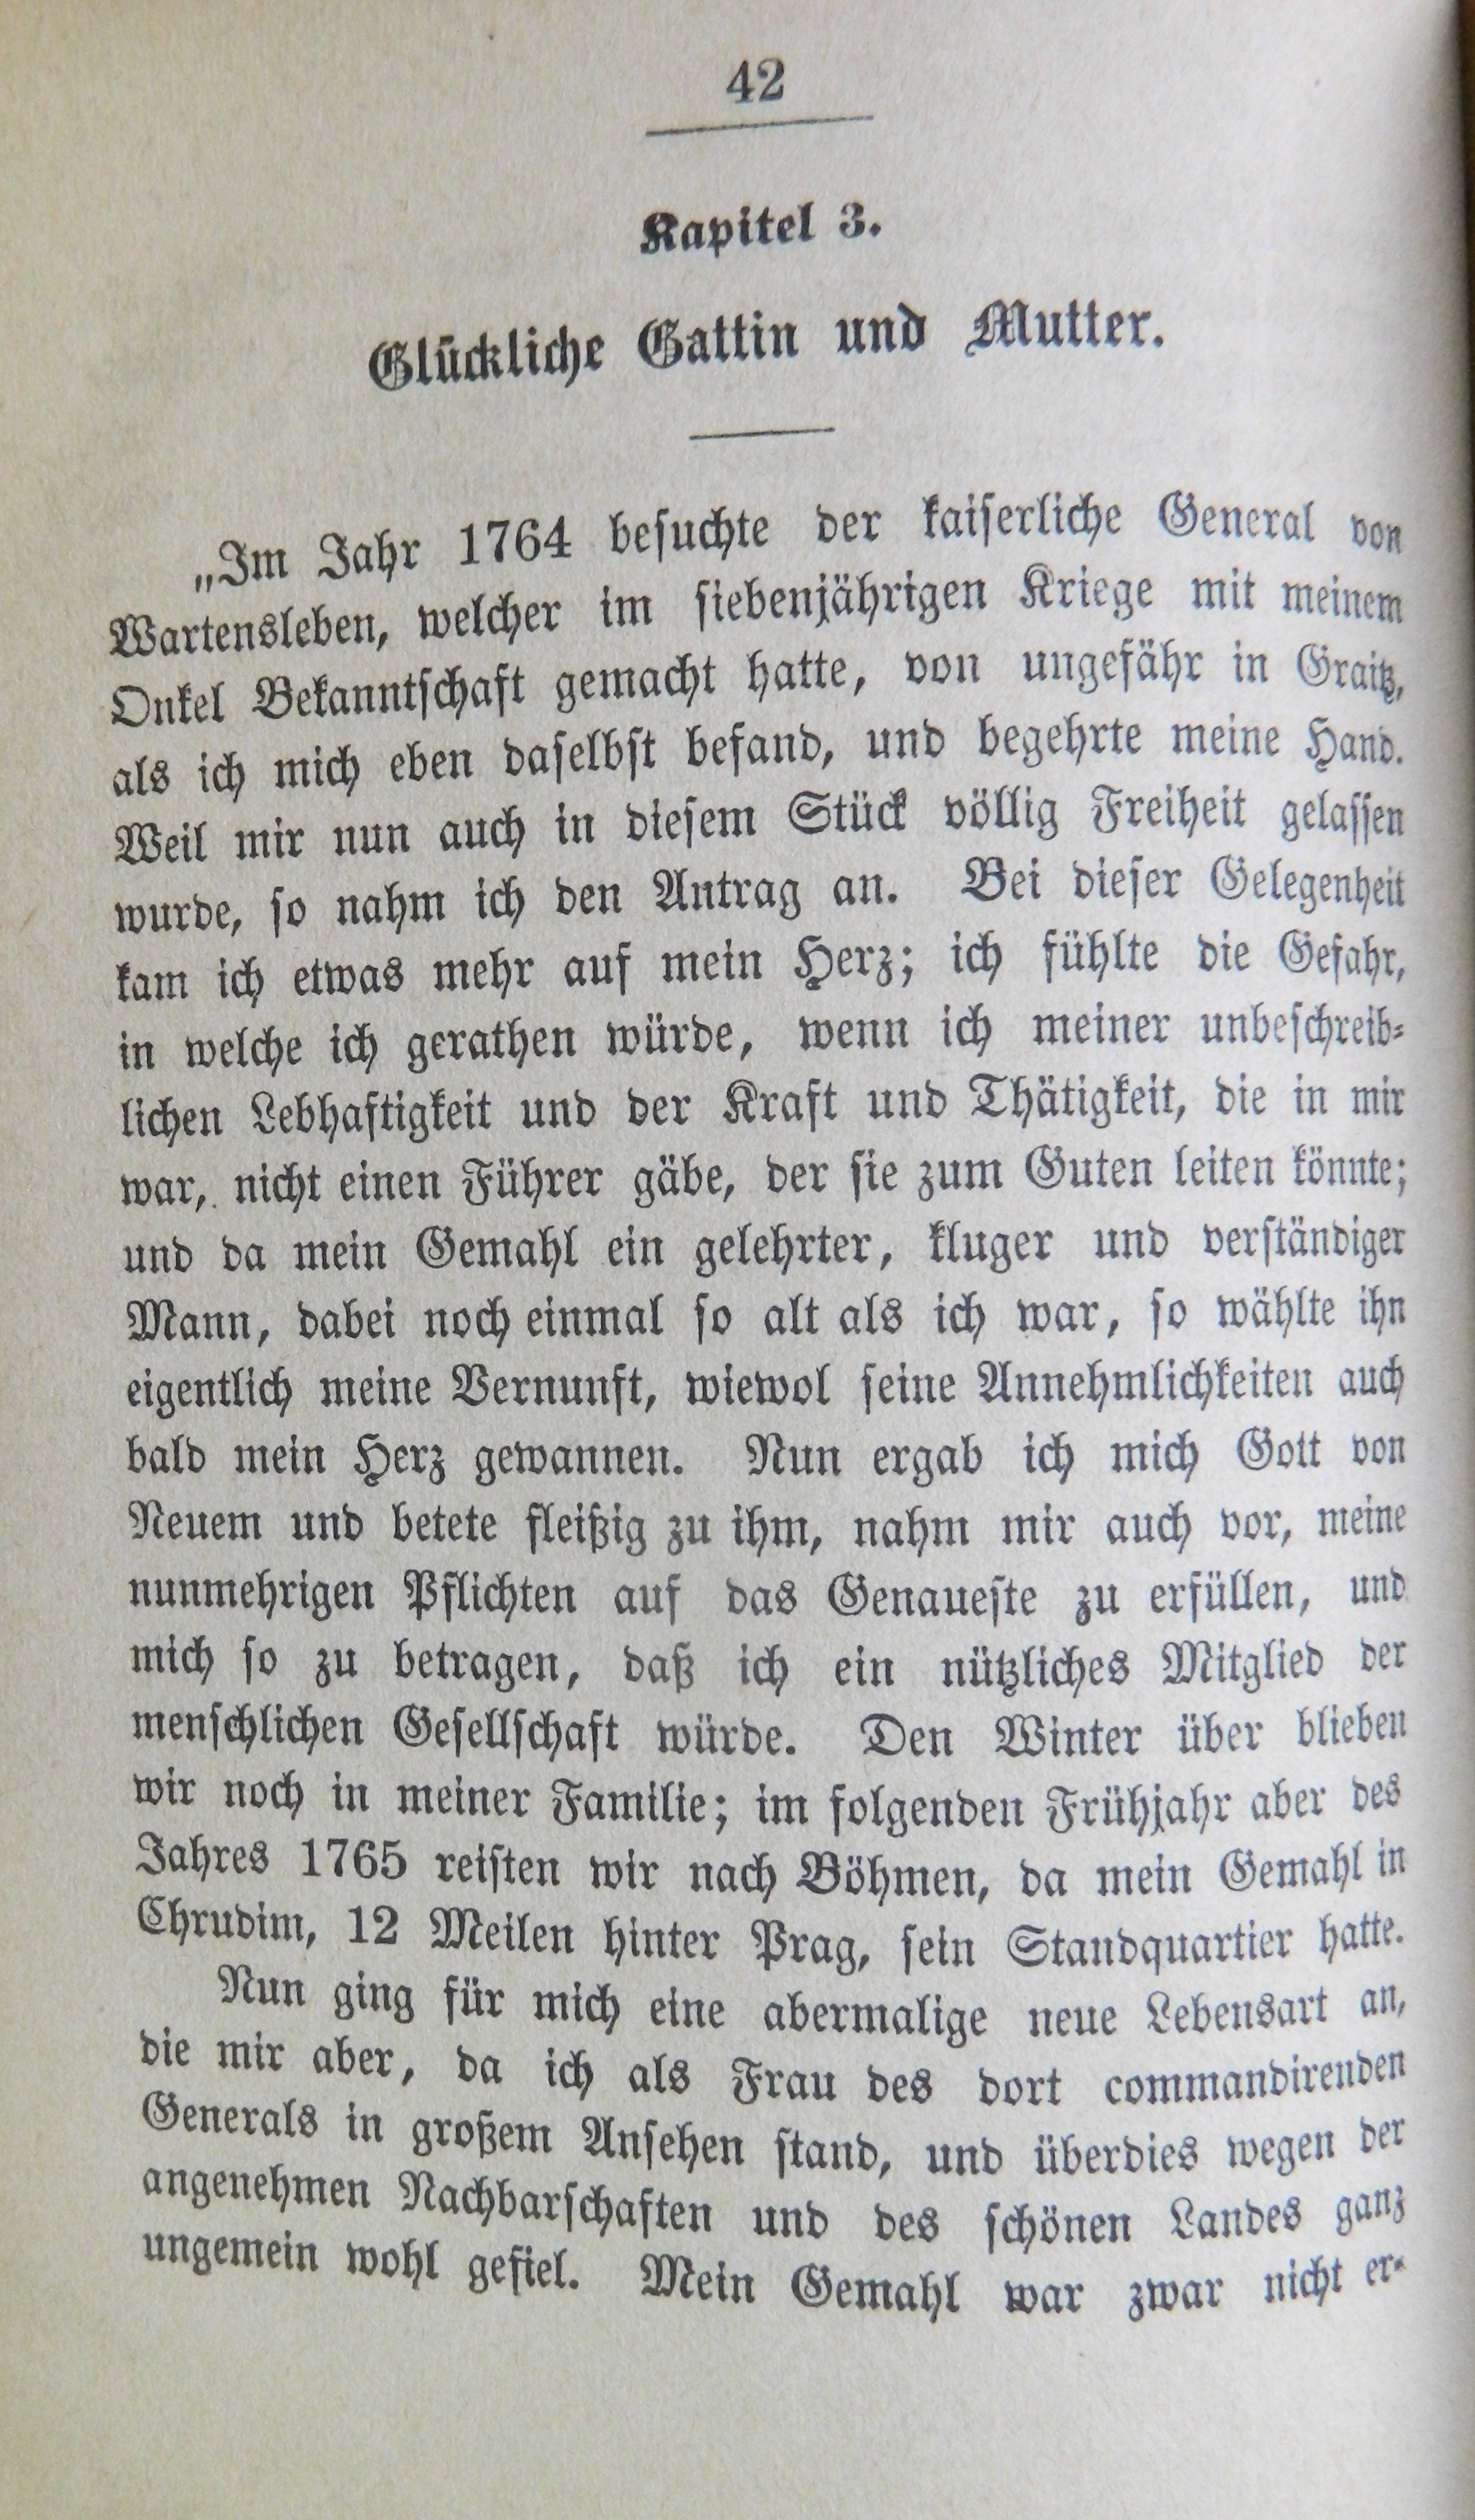 42
Kapitel 3.
Glückliche Gattin und Mutter.
„Im Jahr 1764 besuchte der kaiserliche General von
Wartensleben, welcher im siebenjährigen Kriege mit meinem
Onkel Bekanntschaft gemacht hatte, von ungefähr in Graitz,
als ich mich eben daselbst befand, und begehrte meine Hand.
Weil mir nun auch in diesem Stück völlig Freiheit gelassen
wurde, so nahm ich den Antrag an. Bei dieser Gelegenheit
kam ich etwas mehr auf mein Herz; ich fühlte die Gefahr,
in welche ich gerathen würde, wenn ich meiner unbeschreib-
lichen Lebhaftigkeit und der Kraft und Thätigkeit, die in mir
war, nicht einen Führer gäbe, der sie zum Guten leiten könnte;
und da mein Gemahl ein gelehrter, kluger und verständiger
Mann, dabei noch einmal so alt als ich war, so wählte ihn
eigentlich meine Vernunft, wiewol seine Annehmlichkeiten auch
bald mein Herz gewannen. Nun ergab ich mich Gott von
Neuem und betete fleißig zu ihm, nahm mir auch vor, meine
nunmehrigen Pflichten auf das Genaueste zu erfüllen, und
mich so zu betragen, daß ich ein nützliches Mitglied der
menschlichen Gesellschaft würde. Den Winter über blieben
wir noch in meiner Familie; im folgenden Frühjahr aber des
Jahres 1765 reisten wir nach Böhmen, da mein Gemahl in
Chrudim, 12 Meilen hinter Prag, sein Standquartier hatte.
Nun ging für mich eine abermalige neue Lebensart an,
die mir aber, da ich als Frau des dort commandirenden
Generals in großem Ansehen stand, und überdies wegen der
angenehmen Nachbarschaften und des schönen Landes ganz
ungemein wohl gefiel. Mein Gemahl war zwar nicht er-